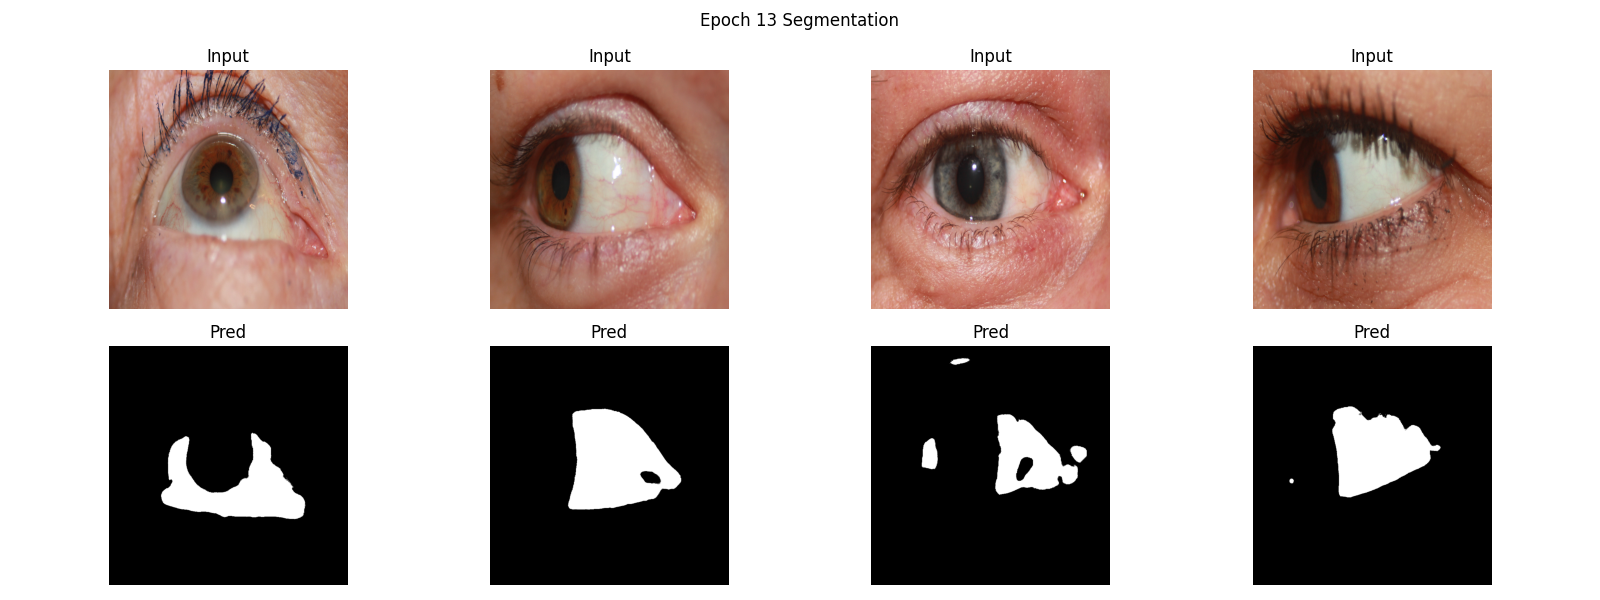 Epoch 13 Segmentation
Input Input Input Input
Pred Pred Pred Pred